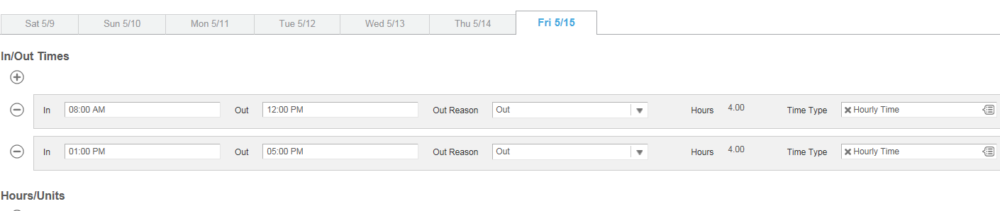 Sat 5/9 Sun 5/10 Mon 5/11 Tue 5/12 Wed 5/13 Thu 5/14 Fri 5/15
In/Out Times
In 08:00 AM Out 12:00 PM Out Reason Out Hours 4.00 Time Type Hourly Time
In 01:00 PM Out 05:00 PM Out Reason Out Hours 4.00 Time Type Hourly Time
Hours/Units